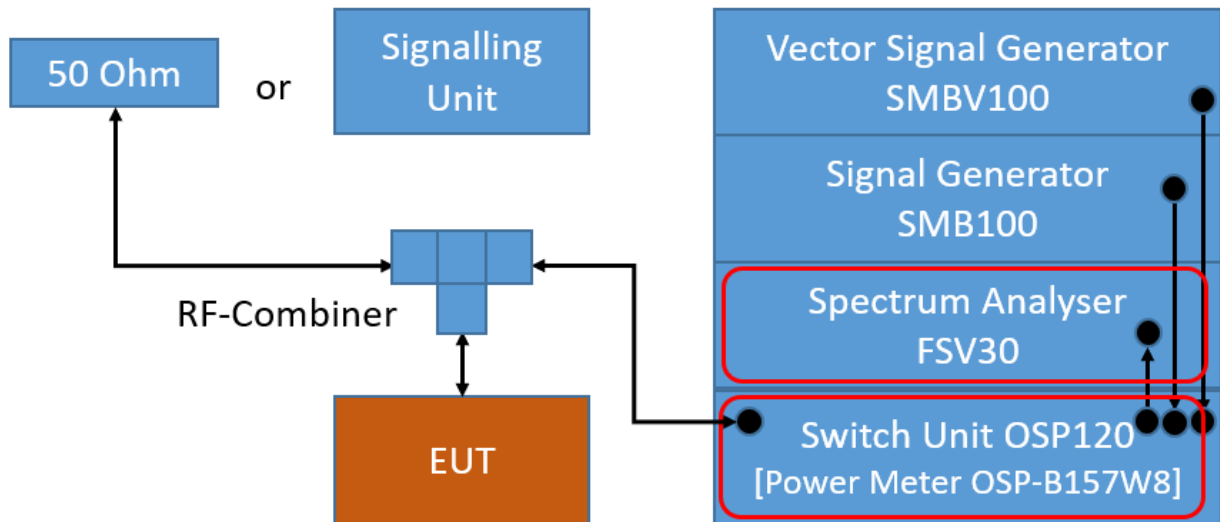 50 Ohm
or
Signalling
Unit
RF-Combiner
EUT
Vector Signal Generator
SMBV100
Signal Generator
SMB100
Spectrum Analyser
FSV30
Switch Unit OSP120
[Power Meter OSP-B157W8]